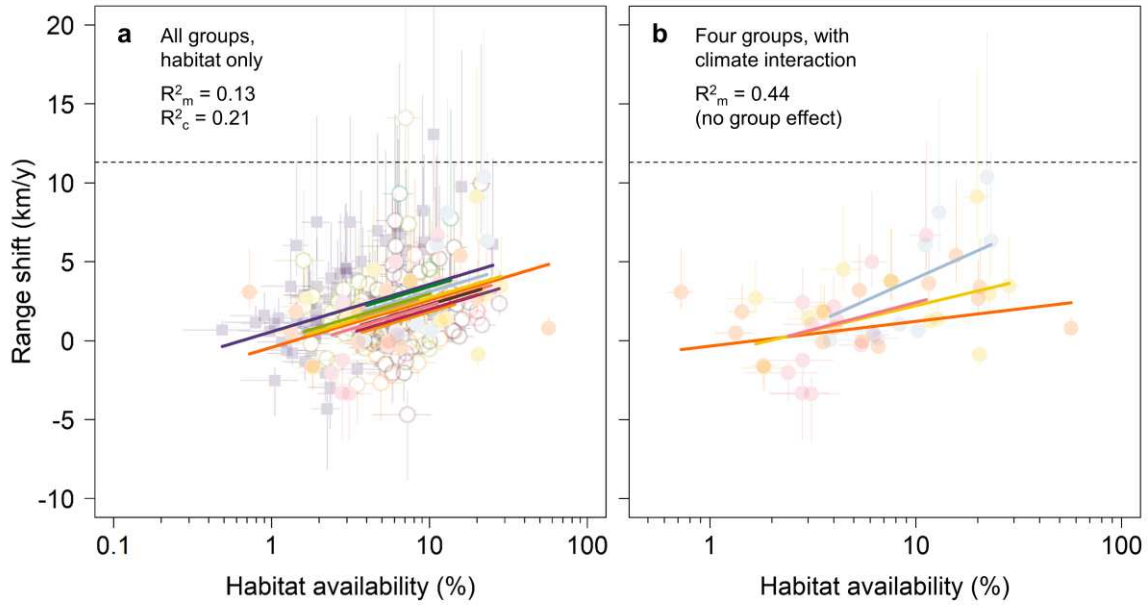 a All groups,
habitat only
R²m = 0.13
R²c = 0.21
b Four groups, with
climate interaction
R²m = 0.44
(no group effect)
Range shift (km/y)
20
15
10
5
0
-5
-10
0.1 1 10 100
1 10 100
Habitat availability (%)
Habitat availability (%)